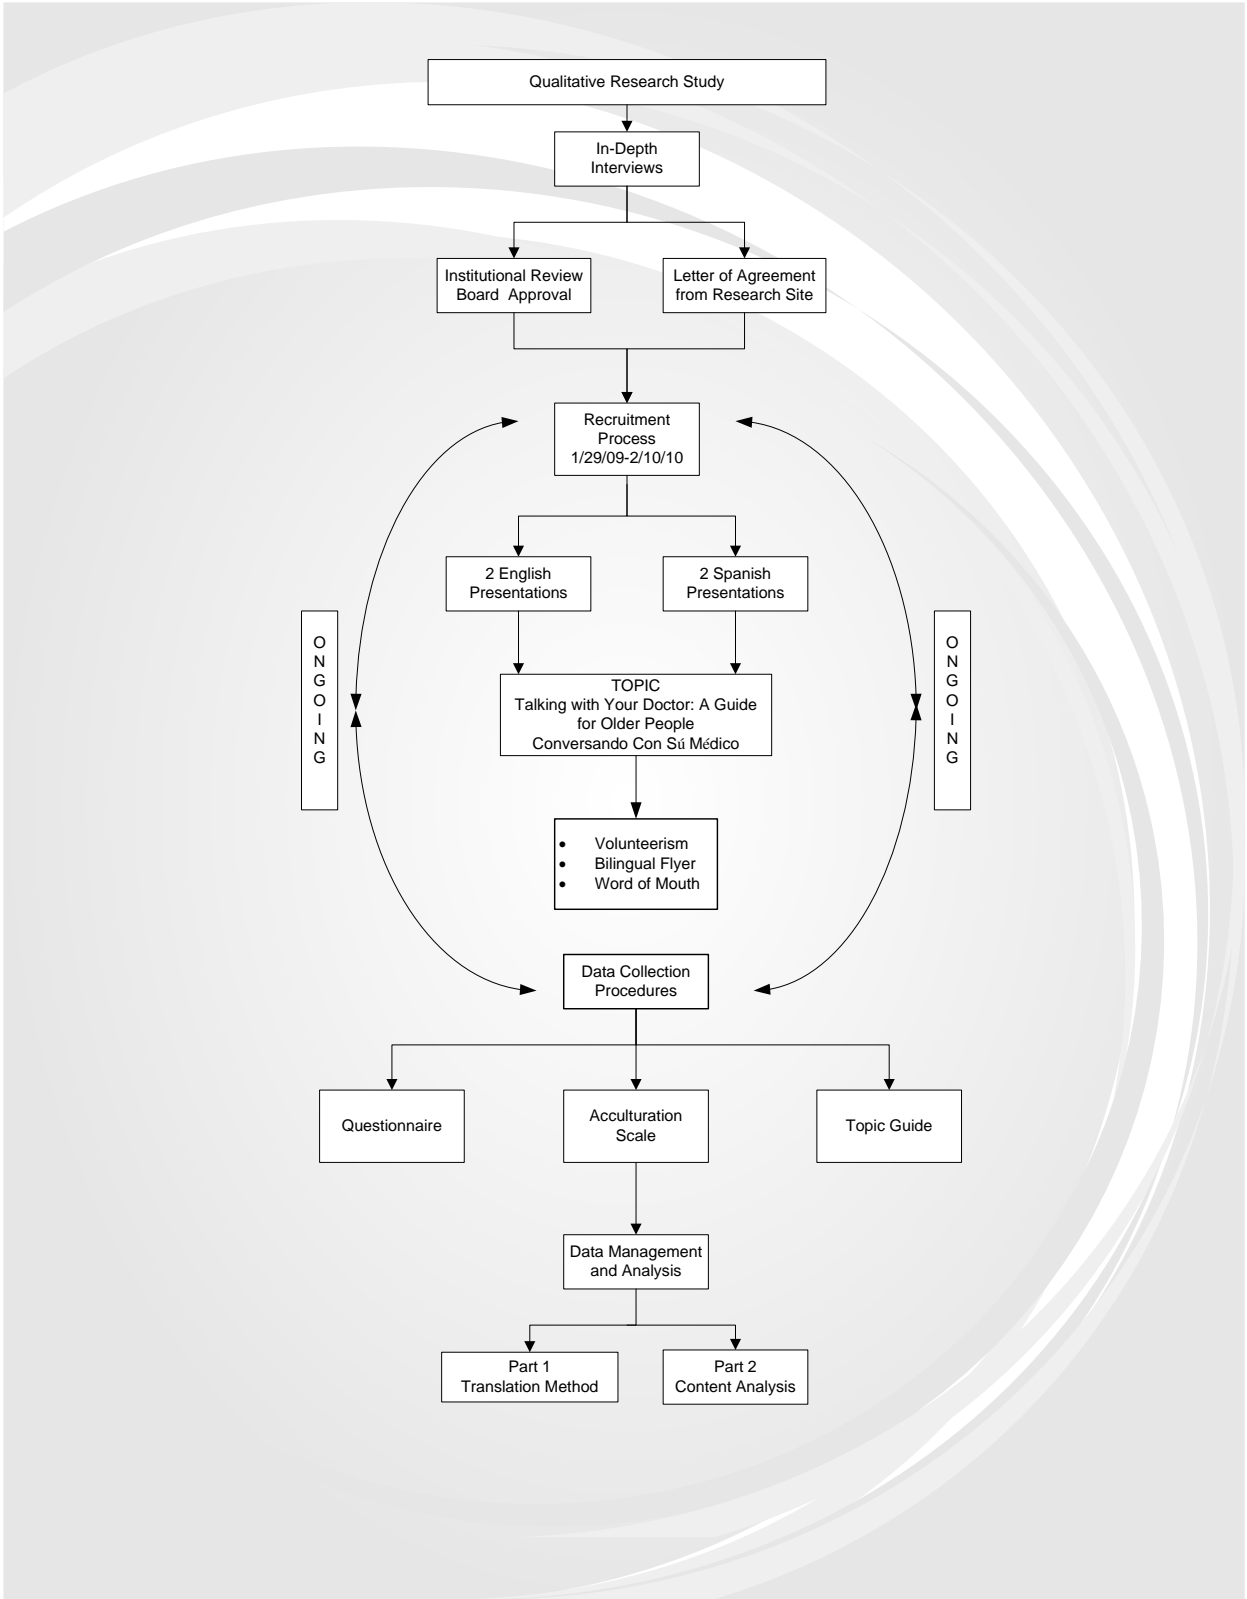 Qualitative Research Study
In-Depth
Interviews
Institutional Review
Board Approval
Letter of Agreement
from Research Site
Recruitment
Process
1/29/09-2/10/10
2 English
Presentations
2 Spanish
Presentations
ONGOING
TOPIC
Talking with Your Doctor: A Guide
for Older People
Conversando Con Sú Médico
ONGOING
• Volunteerism
• Bilingual Flyer
• Word of Mouth
Data Collection
Procedures
Questionnaire
Acculturation
Scale
Topic Guide
Data Management
and Analysis
Part 1
Translation Method
Part 2
Content Analysis